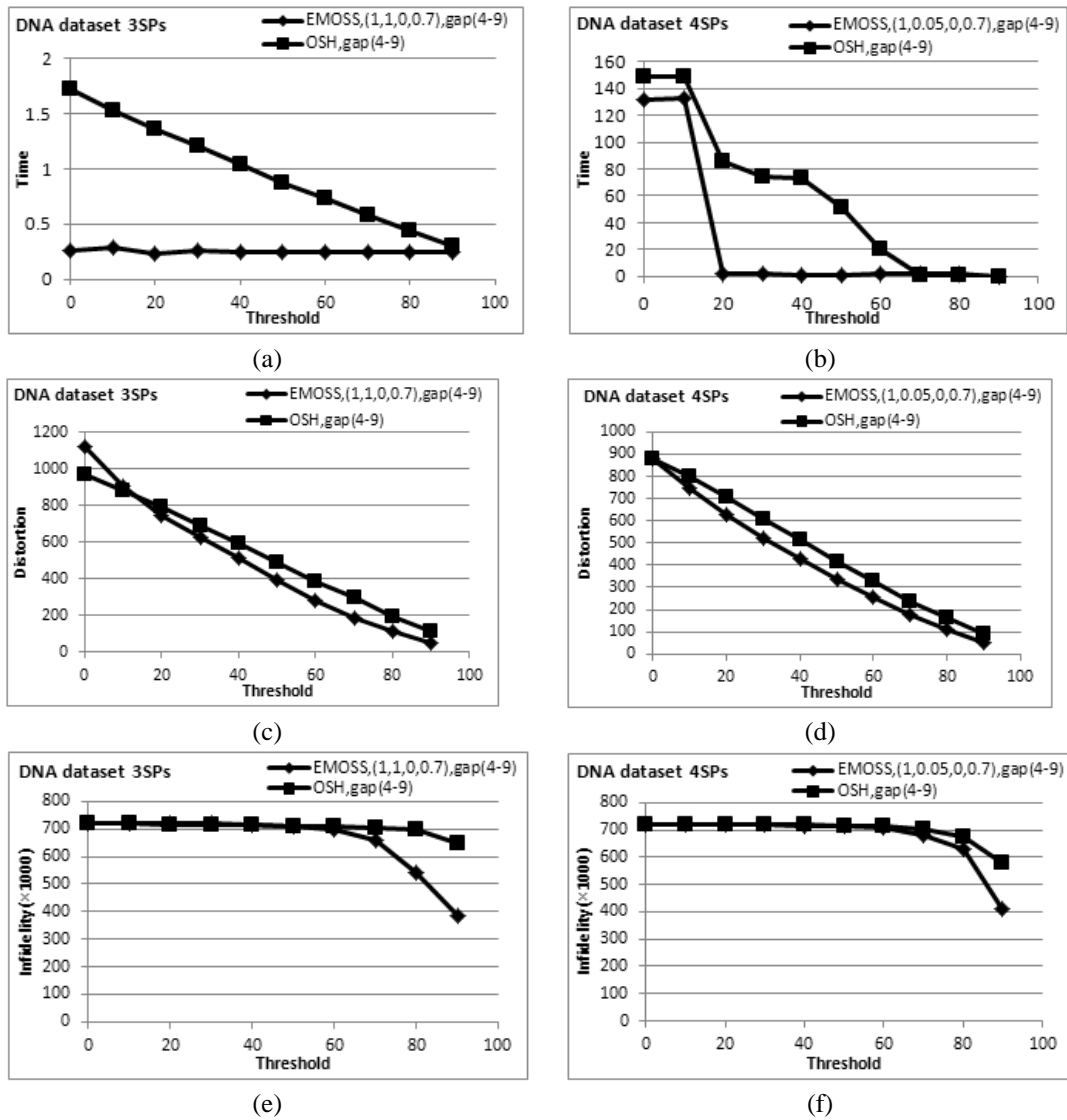 DNA dataset 3SPs
EMOSS,(1,1,0,0.7),gap(4-9)
OSH,gap(4-9)
2
1.5
1
0.5
0
Time
0 20 40 60 80 100
Threshold
(a)
DNA dataset 4SPs
EMOSS,(1,0.05,0,0.7),gap(4-9)
OSH,gap(4-9)
160
140
120
100
80
60
40
20
0
Time
0 20 40 60 80 100
Threshold
(b)
DNA dataset 3SPs
EMOSS,(1,1,0,0.7),gap(4-9)
OSH,gap(4-9)
1200
1000
800
600
400
200
0
Distortion
0 20 40 60 80 100
Threshold
(c)
DNA dataset 4SPs
EMOSS,(1,0.05,0,0.7),gap(4-9)
OSH,gap(4-9)
1000
900
800
700
600
500
400
300
200
100
0
Distortion
0 20 40 60 80 100
Threshold
(d)
DNA dataset 3SPs
EMOSS,(1,1,0,0.7),gap(4-9)
OSH,gap(4-9)
800
700
600
500
400
300
200
100
0
Infidelity(×1000)
0 20 40 60 80 100
Threshold
(e)
DNA dataset 4SPs
EMOSS,(1,0.05,0,0.7),gap(4-9)
OSH,gap(4-9)
800
700
600
500
400
300
200
100
0
Infidelity(×1000)
0 20 40 60 80 100
Threshold
(f)